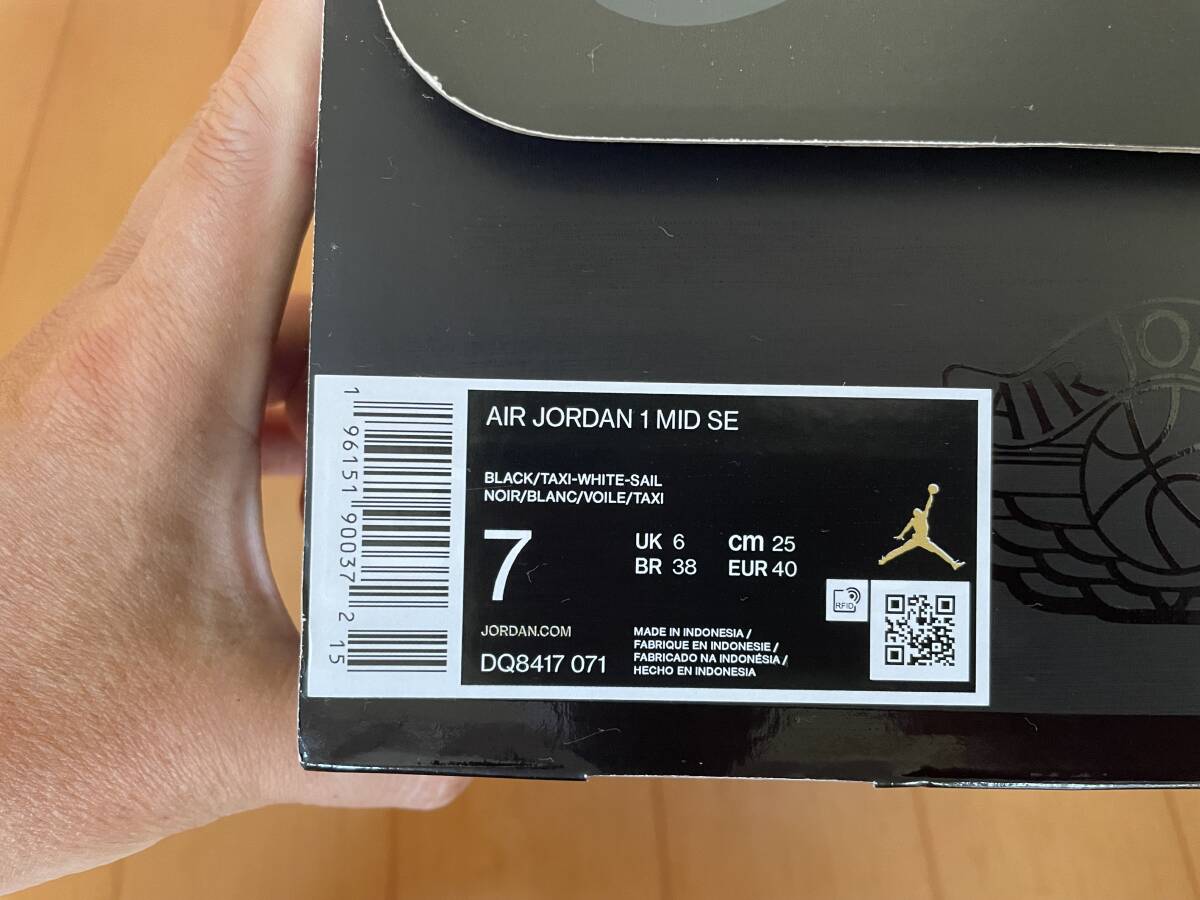 AIR JORDAN 1 MID SE
BLACK/TAXI-WHITE-SAIL
NOIR/BLANC/VOILE/TAXI
7
UK 6
cm 25
BR 38
EUR 40
RFID
JORDAN.COM
DQ8417 071
MADE IN INDONESIA /
FABRIQUE EN INDONESIE /
FABRICADO NA INDONÉSIA /
HECHO EN INDONESIA
1 96151 90037 2 15
AIR